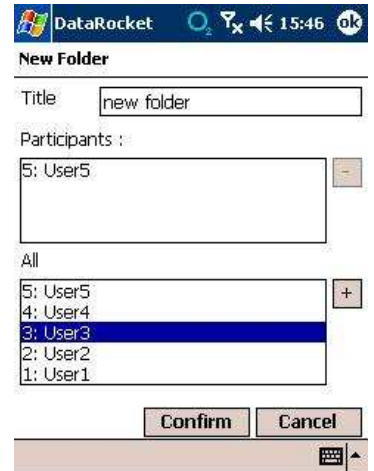 DataRocket O2 15:46 ok
New Folder
Title new folder
Participants :
5: User5
-
All
5: User5
+
4: User4
3: User3
2: User2
1: User1
Confirm Cancel